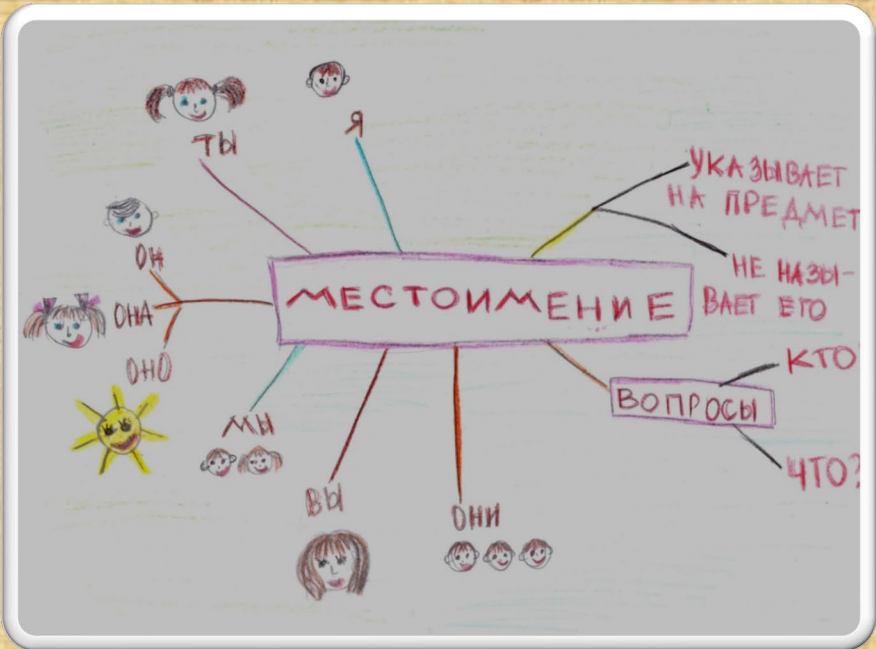 Я
ТЫ
УКАЗЫВАЕТ
НА ПРЕДМЕТ
ОН
НЕ НАЗЫ-
ВАЕТ ЕГО
МЕСТОИМЕНИЕ
ОНА
ОНО
КТО
ВОПРОСЫ
МЫ
ЧТО?
ВЫ
ОНИ